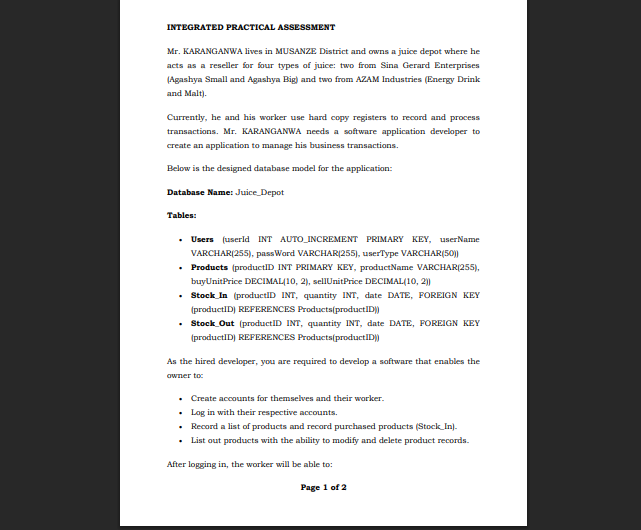 INTEGRATED PRACTICAL ASSESSMENT
Mr. KARANGANWA lives in MUSANZE District and owns a juice depot where he
acts as a reseller for four types of juice: two from Sina Gerard Enterprises
(Agashya Small and Agashya Big) and two from AZAM Industries (Energy Drink
and Malt).
Currently, he and his worker use hard copy registers to record and process
transactions. Mr. KARANGANWA needs a software application developer to
create an application to manage his business transactions.
Below is the designed database model for the application:
Database Name: Juice_Depot
Tables:
• Users (userId INT AUTO_INCREMENT PRIMARY KEY, userName
VARCHAR(255), passWord VARCHAR(255), userType VARCHAR(50))
• Products (productID INT PRIMARY KEY, productName VARCHAR(255),
buyUnitPrice DECIMAL(10, 2), sellUnitPrice DECIMAL(10, 2))
• Stock_In (productID INT, quantity INT, date DATE, FOREIGN KEY
(productID) REFERENCES Products(productID))
• Stock_Out (productID INT, quantity INT, date DATE, FOREIGN KEY
(productID) REFERENCES Products(productID))
As the hired developer, you are required to develop a software that enables the
owner to:
• Create accounts for themselves and their worker.
• Log in with their respective accounts.
• Record a list of products and record purchased products (Stock_In).
• List out products with the ability to modify and delete product records.
After logging in, the worker will be able to:
Page 1 of 2